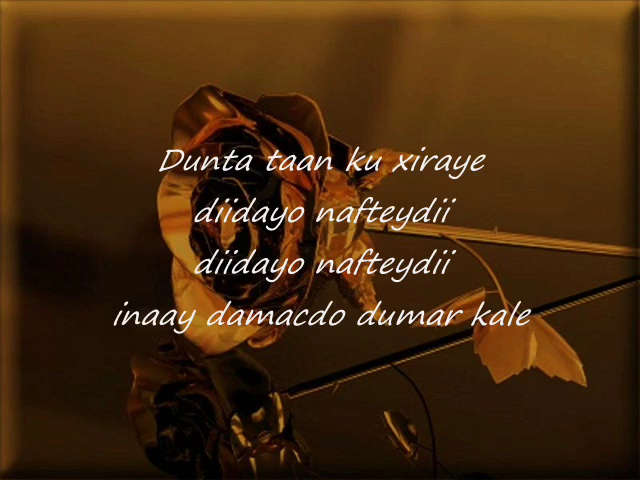 Dunta taan ku xiraye
diidayo nafteydii
diidayo nafteydii
inaay damacdo dumar kale